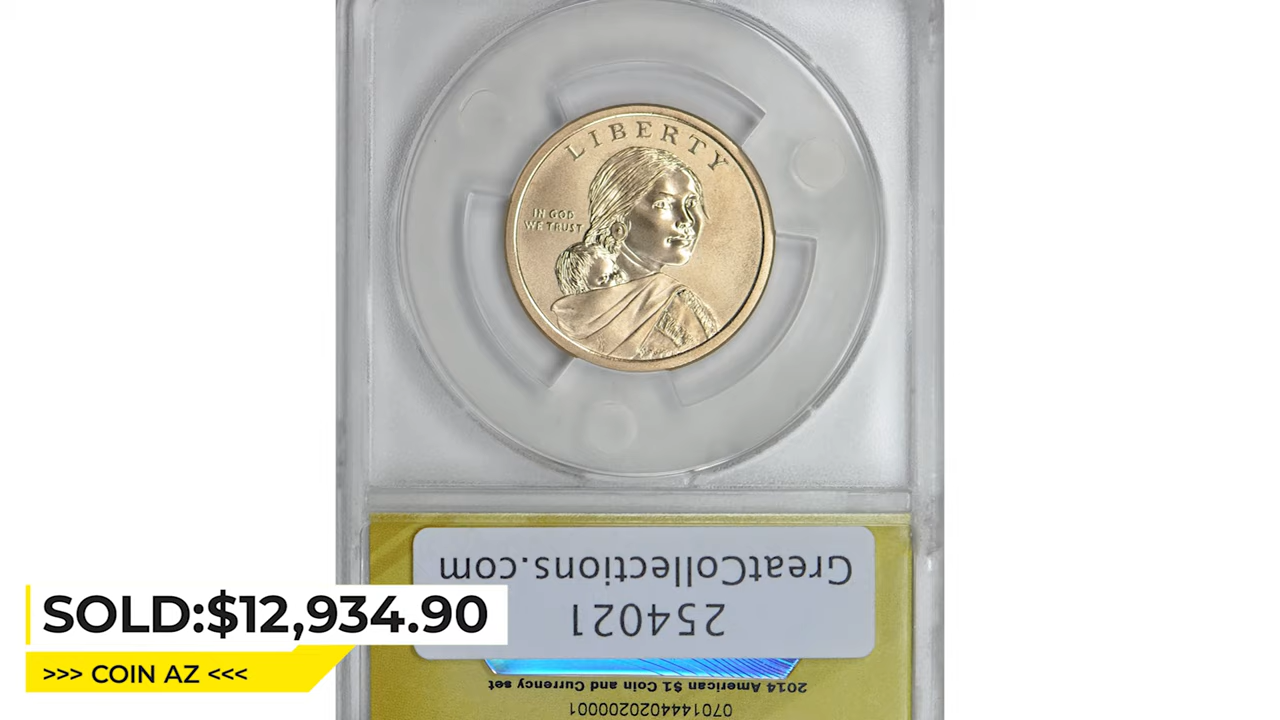 LIBERTY
IN GOD
WE TRUST
GreatCollections.com
254021
2014 American $1 Coin and Currency set
0701444020200001
SOLD:$12,934.90
>>> COIN AZ <<<